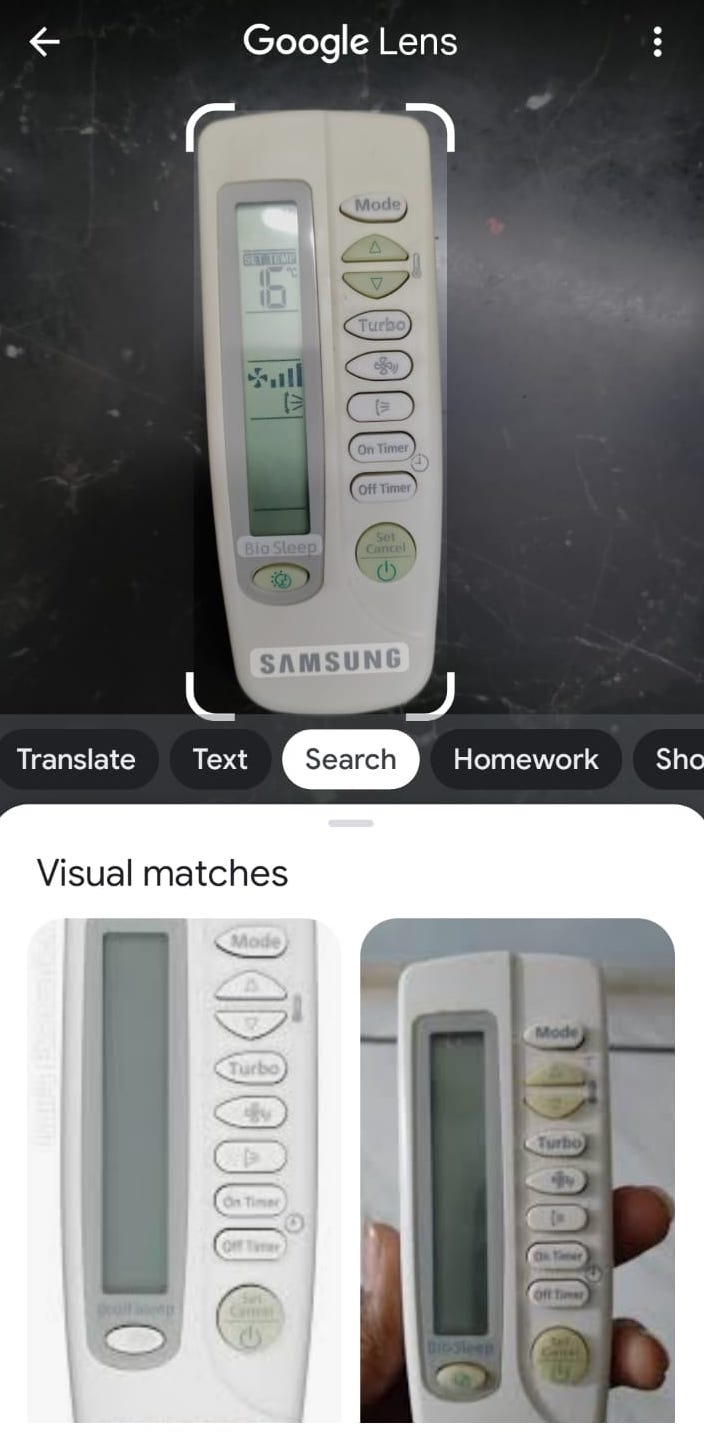 Google Lens
Mode
SET TEMP
16°C
Turbo
On Timer
Off Timer
Set
Cancel
Bio Sleep
SAMSUNG
Translate
Text
Search
Homework
Sho
Visual matches
Mode
Turbo
On Timer
Off Timer
Set
Cancel
Mode
Turbo
On Timer
Off Timer
Set
Cancel
Bio Sleep